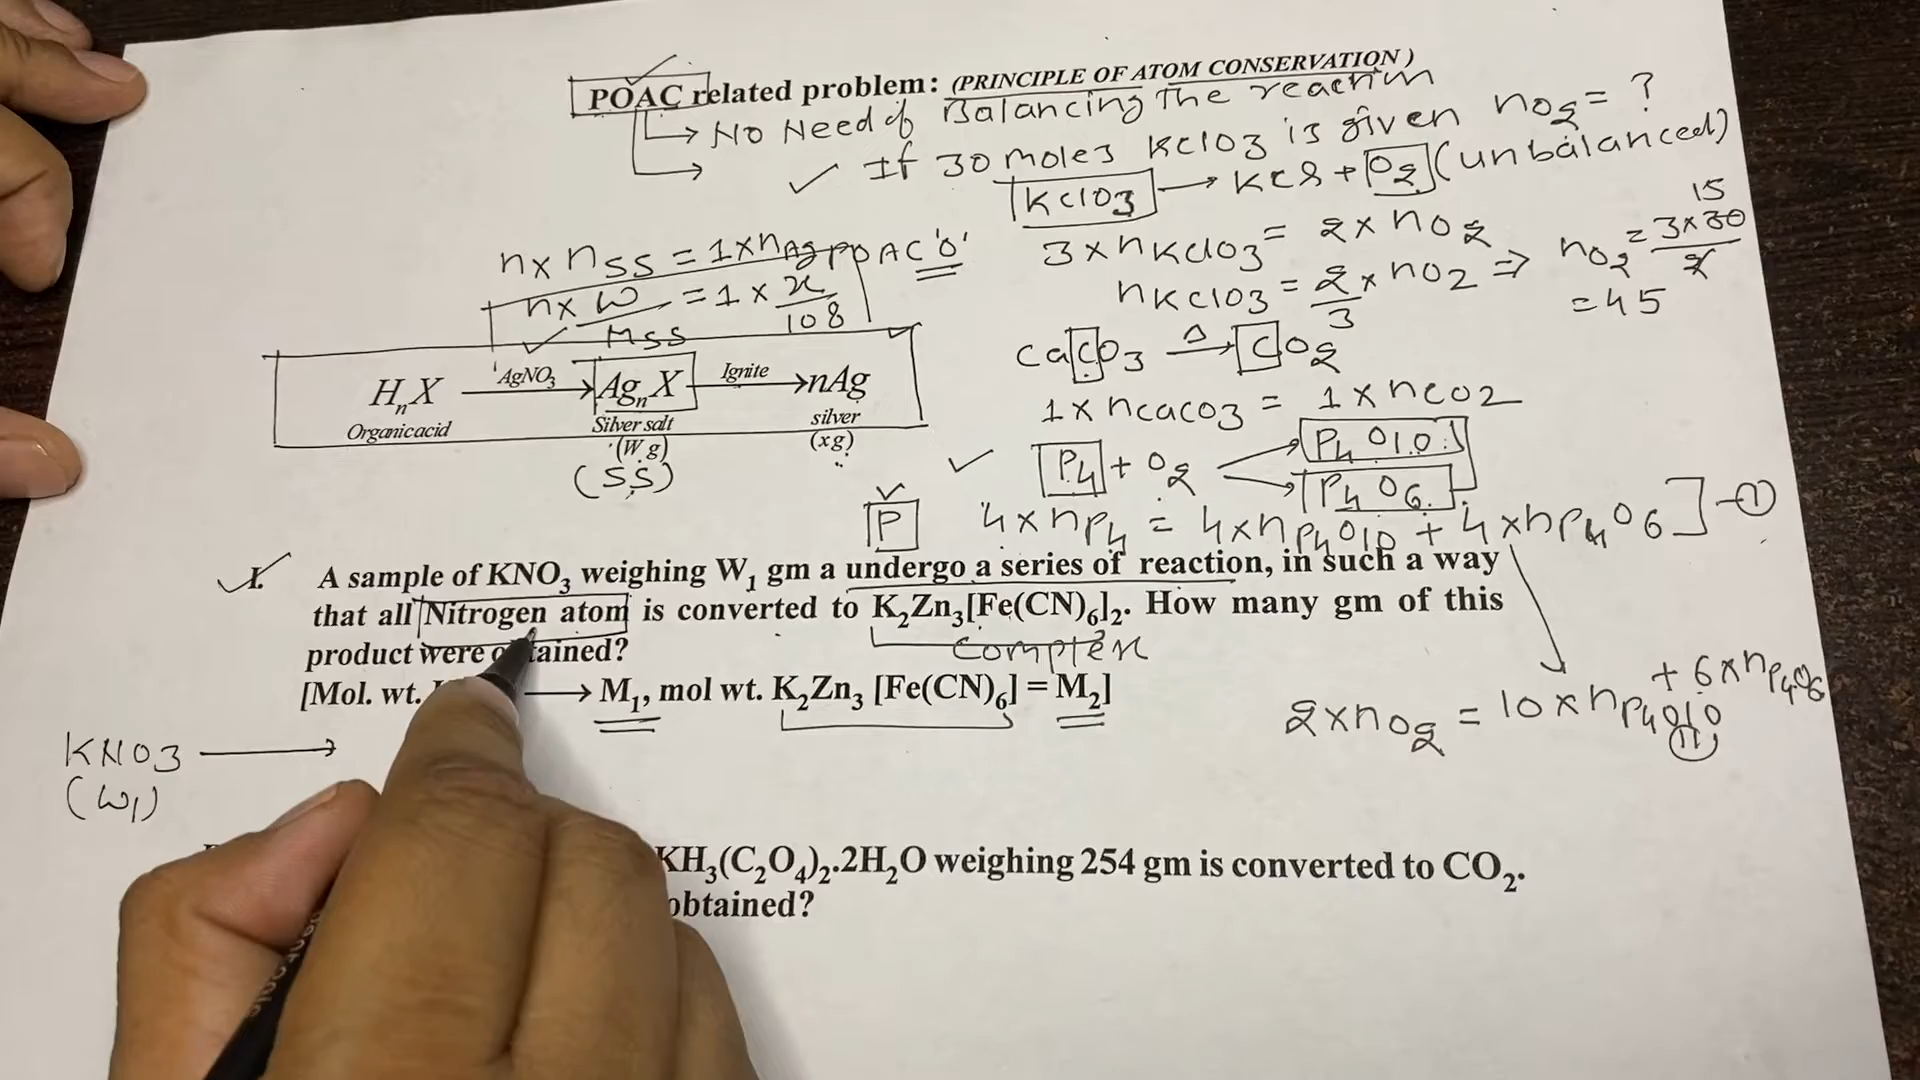 POAC related problem: (PRINCIPLE OF ATOM CONSERVATION)
→ No Need of Balancing The reaction
→ ✓ If 30 moles KClO3 is given nO2 = ?
KClO3 → KCl + O2 (unbalanced)
n x nSS = 1 x nAg POAC 'O' 3 x nKClO3 = 2 x nO2 ⇒ nO2 = 3 x 30 / 2
15
n x W / MSS = 1 x x / 108
nKClO3 = 2/3 x nO2
= 45
HₙX —AgNO₃→ AgₙX —Ignite→ nAg
Organic acid Silver salt silver
(W g) (x g)
(S.S)
CaCO3 —Δ→ CO2
1 x nCaCO3 = 1 x nCO2
✓ P4 + O2 → P4O10
→ P4O6
P 4 x nP4 = 4 x nP4O10 + 4 x nP4O6 ] – (I)
I. A sample of KNO₃ weighing W₁ gm a undergo a series of reaction, in such a way
that all Nitrogen atom is converted to K₂Zn₃[Fe(CN)₆]₂. How many gm of this
product were obtained?
Complex
[Mol. wt. → M₁, mol wt. K₂Zn₃ [Fe(CN)₆] = M₂]
2 x nO2 = 10 x nP4O10 + 6 x nP4O6
(II)
KNO3 →
(W1)
KH₃(C₂O₄)₂.2H₂O weighing 254 gm is converted to CO₂.
obtained?